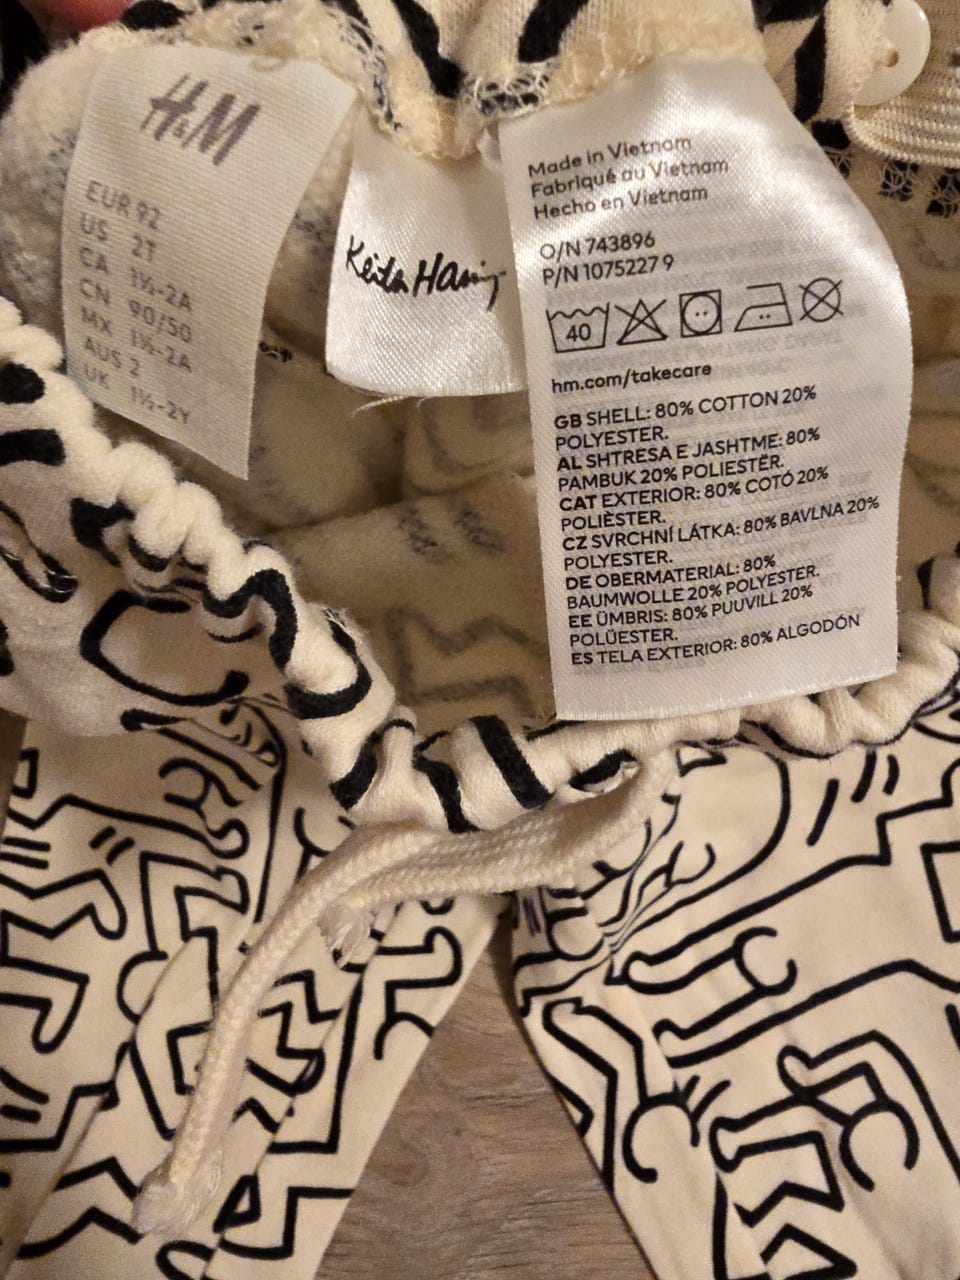 H&M
EUR 92
US 2T
CA 1½-2A
CN 90/50
MX 1½-2A
AUS 2
UK 1½-2Y
Keith Haring
Made in Vietnam
Fabriqué au Vietnam
Hecho en Vietnam
O/N 743896
P/N 1075227 9
40
hm.com/takecare
GB SHELL: 80% COTTON 20%
POLYESTER.
AL SHTRESA E JASHTME: 80%
PAMBUK 20% POLIESTËR.
CAT EXTERIOR: 80% COTÓ 20%
POLIÈSTER.
CZ SVRCHNÍ LÁTKA: 80% BAVLNA 20%
POLYESTER.
DE OBERMATERIAL: 80%
BAUMWOLLE 20% POLYESTER.
EE ÜMBRIS: 80% PUUVILL 20%
POLÜESTER.
ES TELA EXTERIOR: 80% ALGODÓN